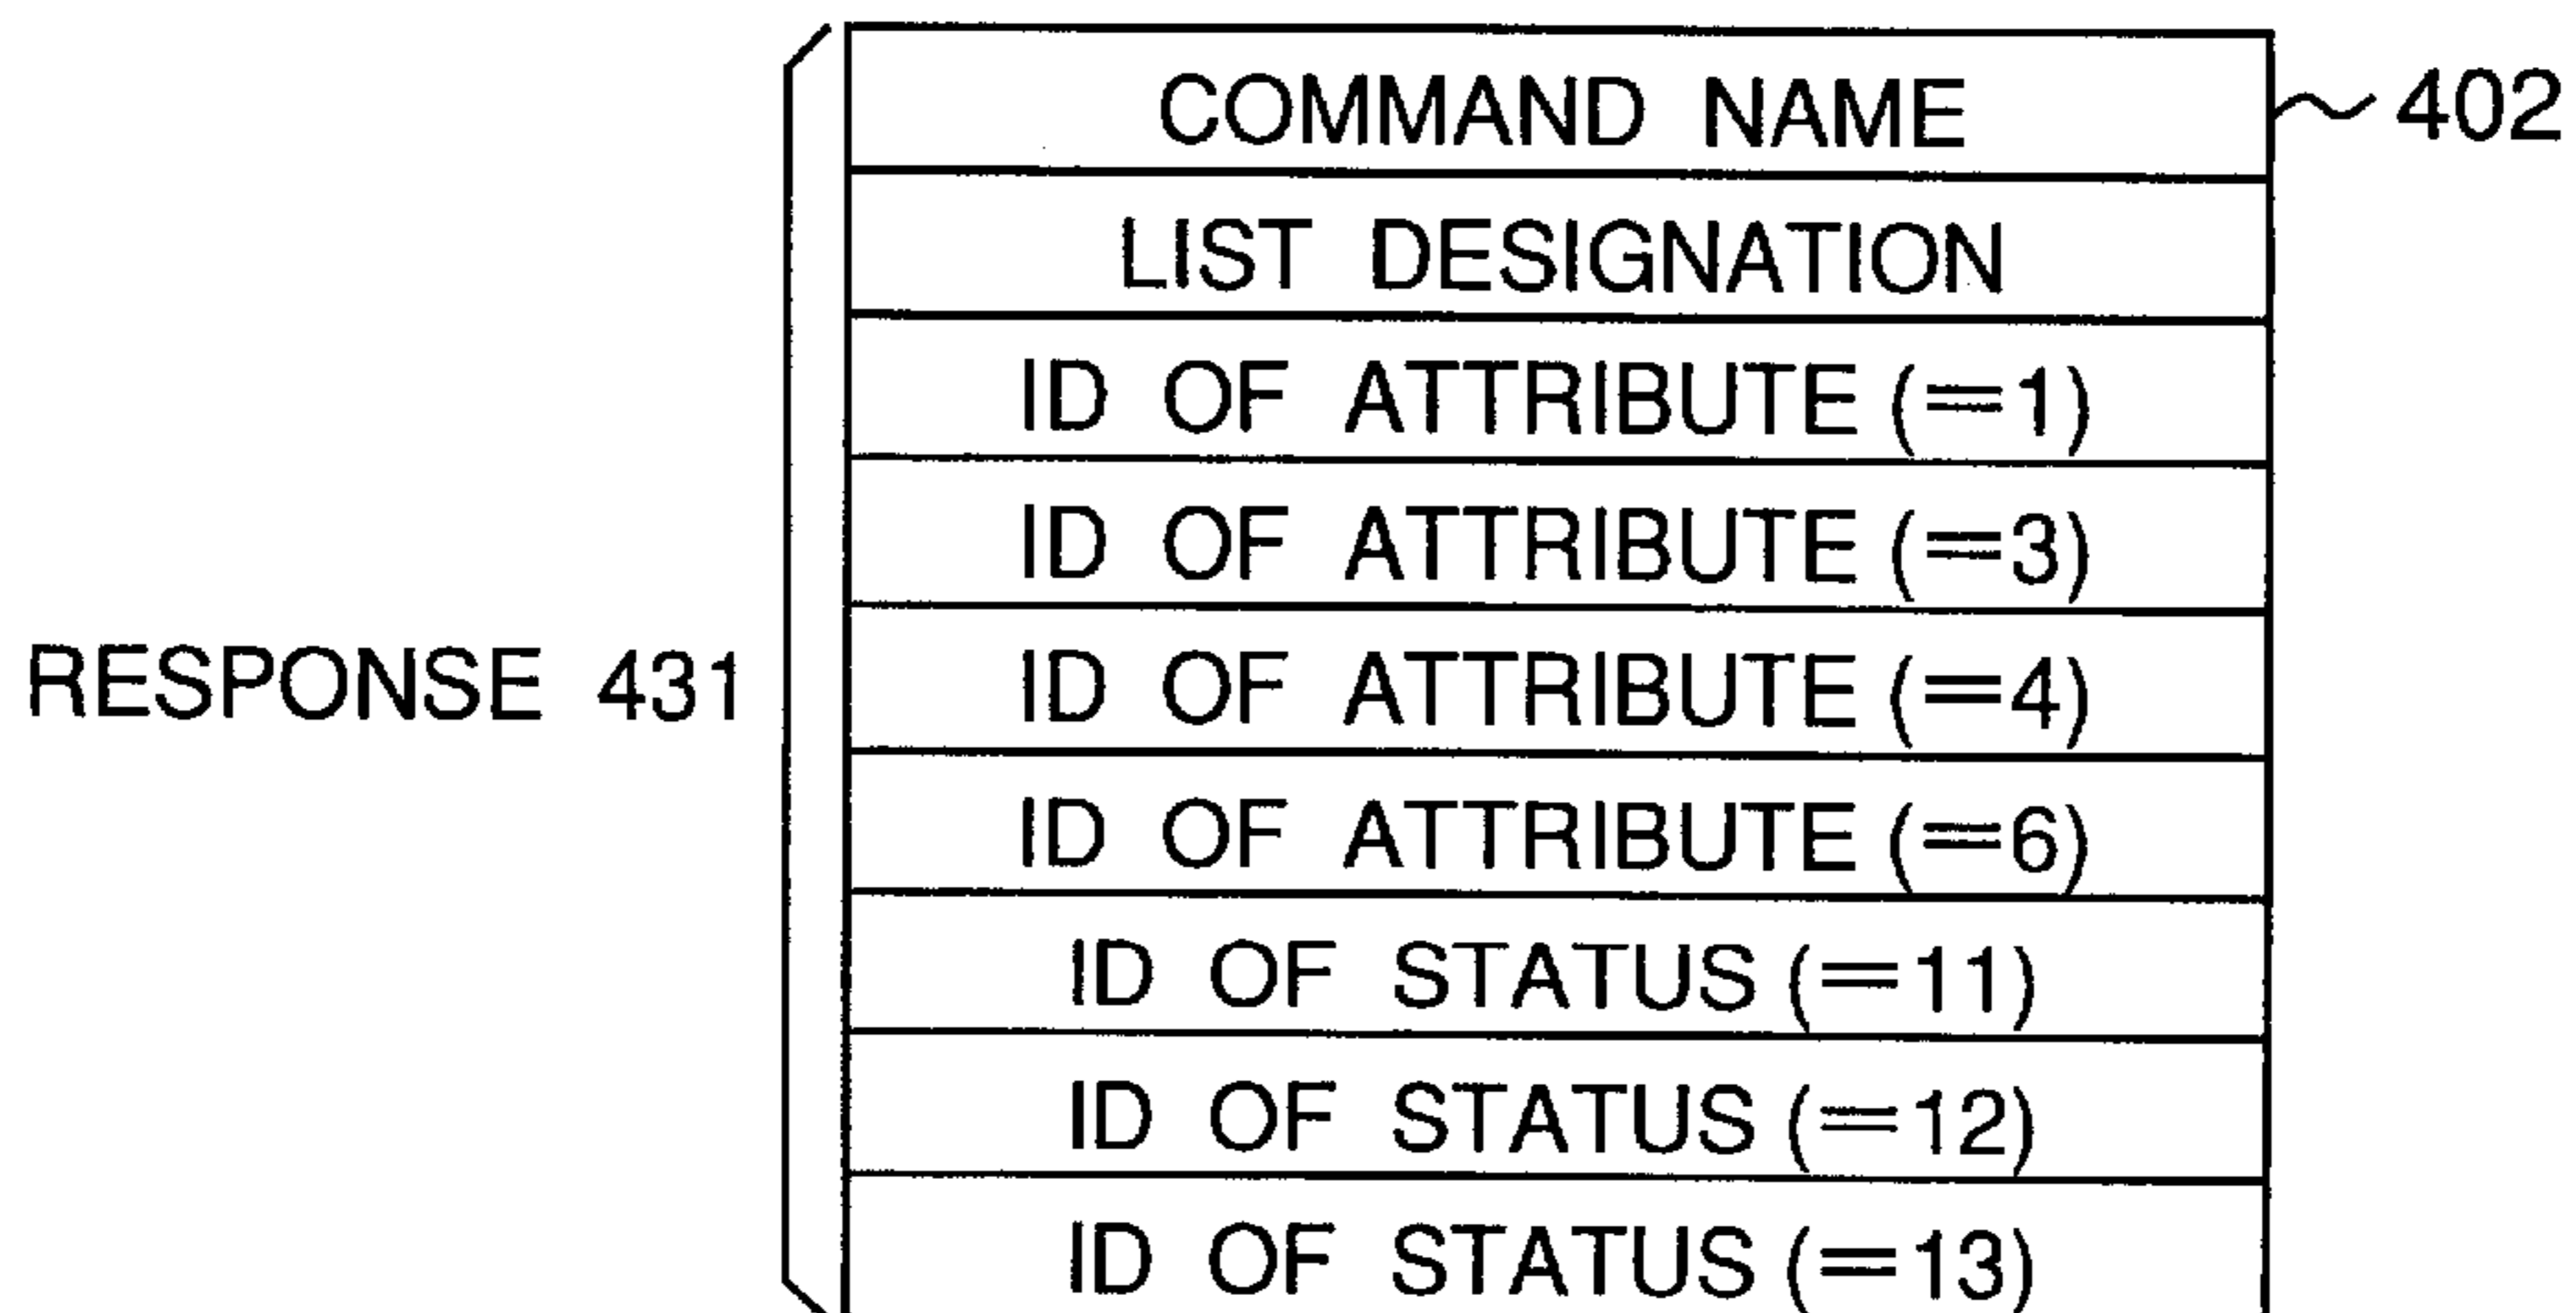 COMMAND NAME
402
LIST DESIGNATION
ID OF ATTRIBUTE (=1)
ID OF ATTRIBUTE (=3)
RESPONSE 431
ID OF ATTRIBUTE (=4)
ID OF ATTRIBUTE (=6)
ID OF STATUS (=11)
ID OF STATUS (=12)
ID OF STATUS (=13)